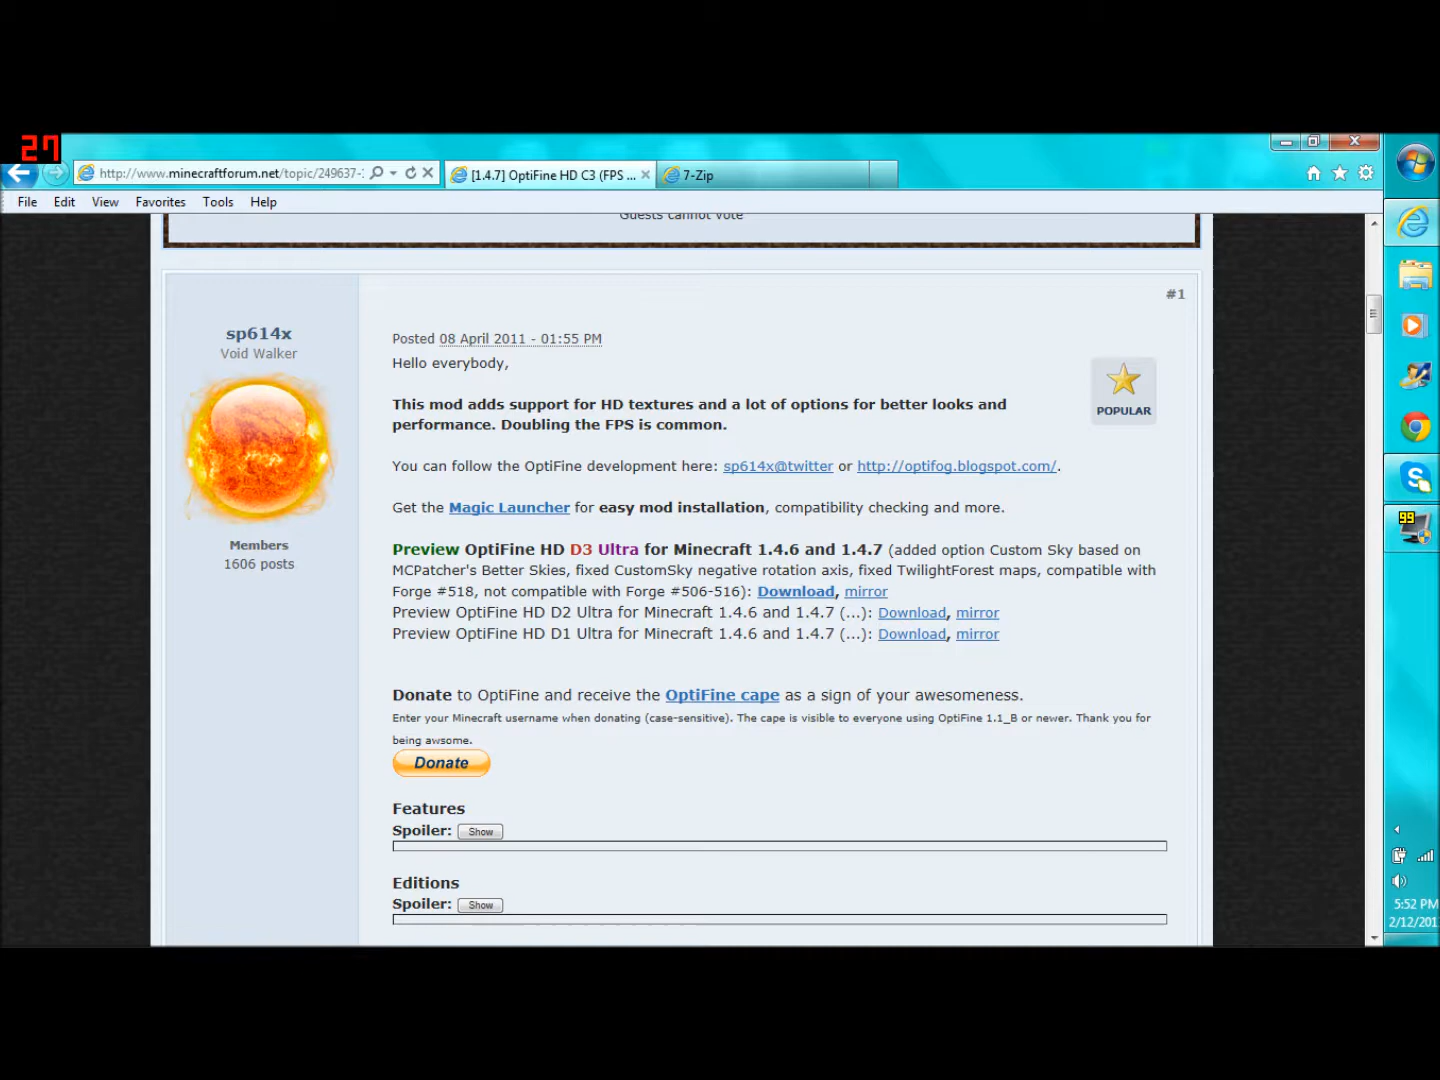 27
http://www.minecraftforum.net/topic/249637-
[1.4.7] OptiFine HD C3 (FPS ...
7-Zip
File Edit View Favorites Tools Help
Guests cannot vote
#1
sp614x
Void Walker
Members
1606 posts
Posted 08 April 2011 - 01:55 PM
Hello everybody,
POPULAR
This mod adds support for HD textures and a lot of options for better looks and
performance. Doubling the FPS is common.
You can follow the OptiFine development here: sp614x@twitter or http://optifog.blogspot.com/.
Get the Magic Launcher for easy mod installation, compatibility checking and more.
Preview OptiFine HD D3 Ultra for Minecraft 1.4.6 and 1.4.7 (added option Custom Sky based on
MCPatcher's Better Skies, fixed CustomSky negative rotation axis, fixed TwilightForest maps, compatible with
Forge #518, not compatible with Forge #506-516): Download, mirror
Preview OptiFine HD D2 Ultra for Minecraft 1.4.6 and 1.4.7 (...): Download, mirror
Preview OptiFine HD D1 Ultra for Minecraft 1.4.6 and 1.4.7 (...): Download, mirror
Donate to OptiFine and receive the OptiFine cape as a sign of your awesomeness.
Enter your Minecraft username when donating (case-sensitive). The cape is visible to everyone using OptiFine 1.1_B or newer. Thank you for
being awsome.
Donate
Features
Spoiler: Show
Editions
Spoiler: Show
99
5:52 PM
2/12/201